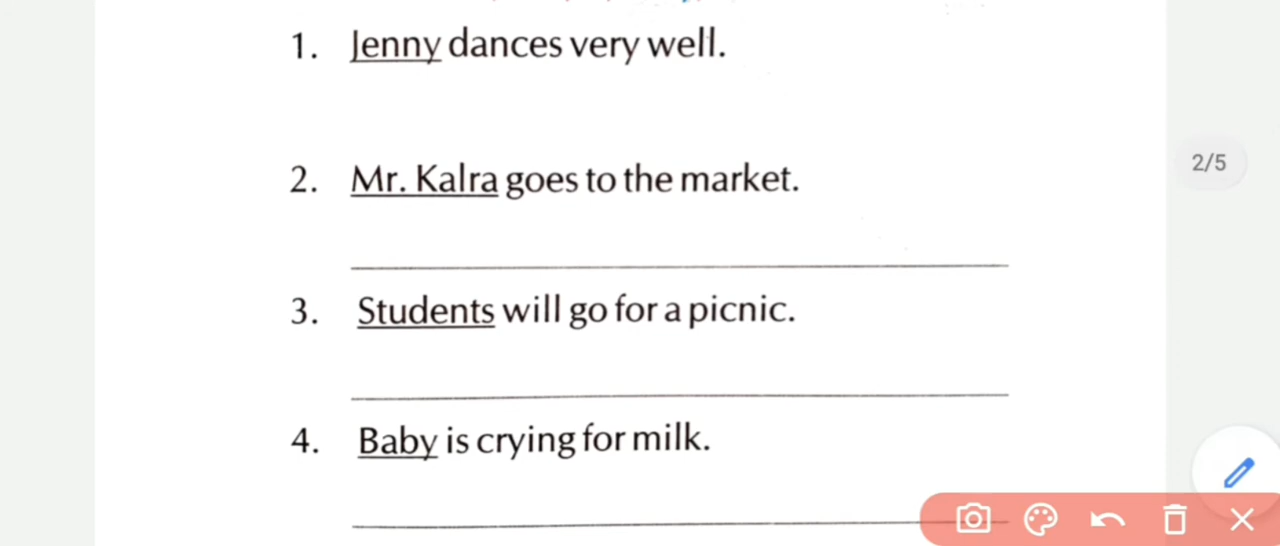 1. Jenny dances very well.
2. Mr. Kalra goes to the market.
2/5
3. Students will go for a picnic.
4. Baby is crying for milk.